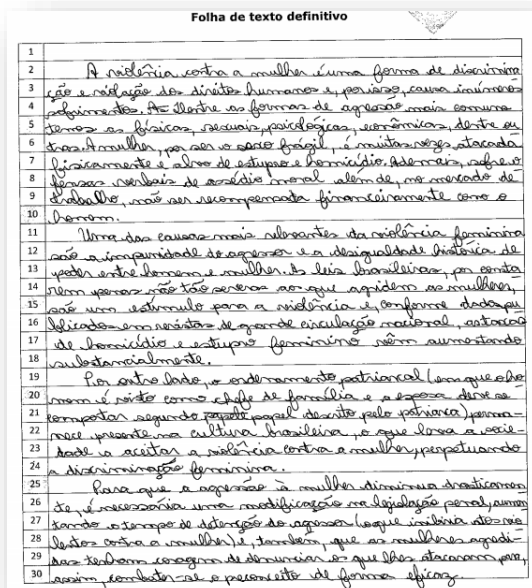 Folha de texto definitivo
1
2 A violência contra a mulher é uma forma de discrimina
3 ção e violação dos direitos humanos e, por isso, causa inúmeros
4 sofrimentos. Dentre as formas de agressão mais comuns
5 temos as físicas, sexuais, psicológicas, econômicas, dentre ou
6 tras. A mulher, por ser o sexo frágil, é muitas vezes atacada
7 fisicamente e alvo de estupro e homicídio. Ademais, sofre o
8 fensas verbais de assédio moral além de, no mercado de
9 trabalho, não ser recompensada financeiramente como o
10 homem.
11 Uma das causas mais relevantes da violência feminina
12 são a impunidade do agressor e a desigualdade histórica de
13 poder entre homem e mulher. As leis brasileiras, por conta
14 rem penas não tão severas aos que agridem as mulheres,
15 são um estímulo para a violência e, conforme dados pu
16 blicados em revistas de grande circulação nacional, as taxas
17 de homicídio e estupro feminino vêm aumentando
18 substancialmente.
19 Por outro lado, o ordenamento patriarcal (em que o ho
20 mem é visto como chefe de família e a esposa deve se
21 comportar segundo papel descrito pelo patriarca) perma-
22 nece presente na cultura brasileira, o que leva a socie-
23 dade a aceitar a violência contra a mulher, perpetuando
24 a discriminação feminina.
25 Para que a agressão à mulher diminua drasticamen
26 te, é necessária uma modificação na legislação penal, aumen
27 tando o tempo de detenção do agressor (o que inibiria atos vio
28 lentos contra a mulher) e, também, que as mulheres agredi
29 das tenham coragem de denunciar os que lhes atacaram para,
30 assim, combater-se o preconceito de forma eficaz.